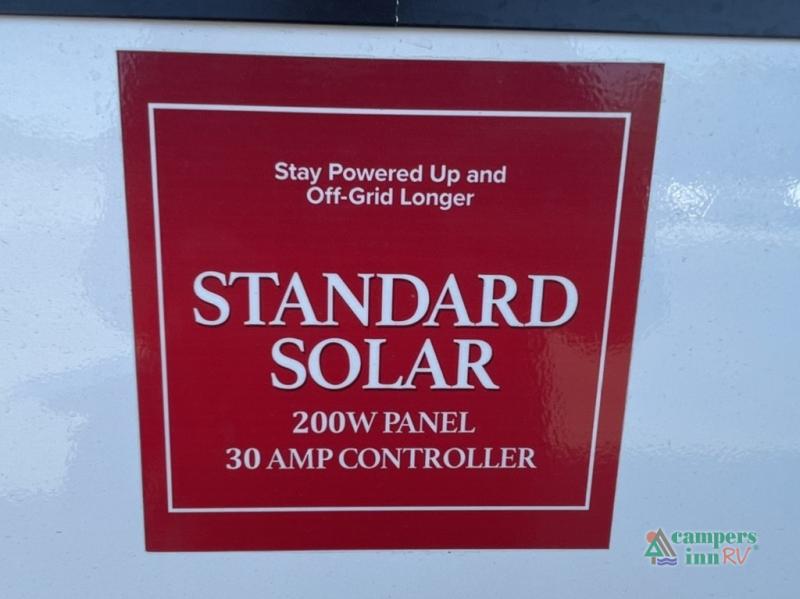 Stay Powered Up and
Off-Grid Longer
STANDARD
SOLAR
200W PANEL
30 AMP CONTROLLER
campers
inn RV